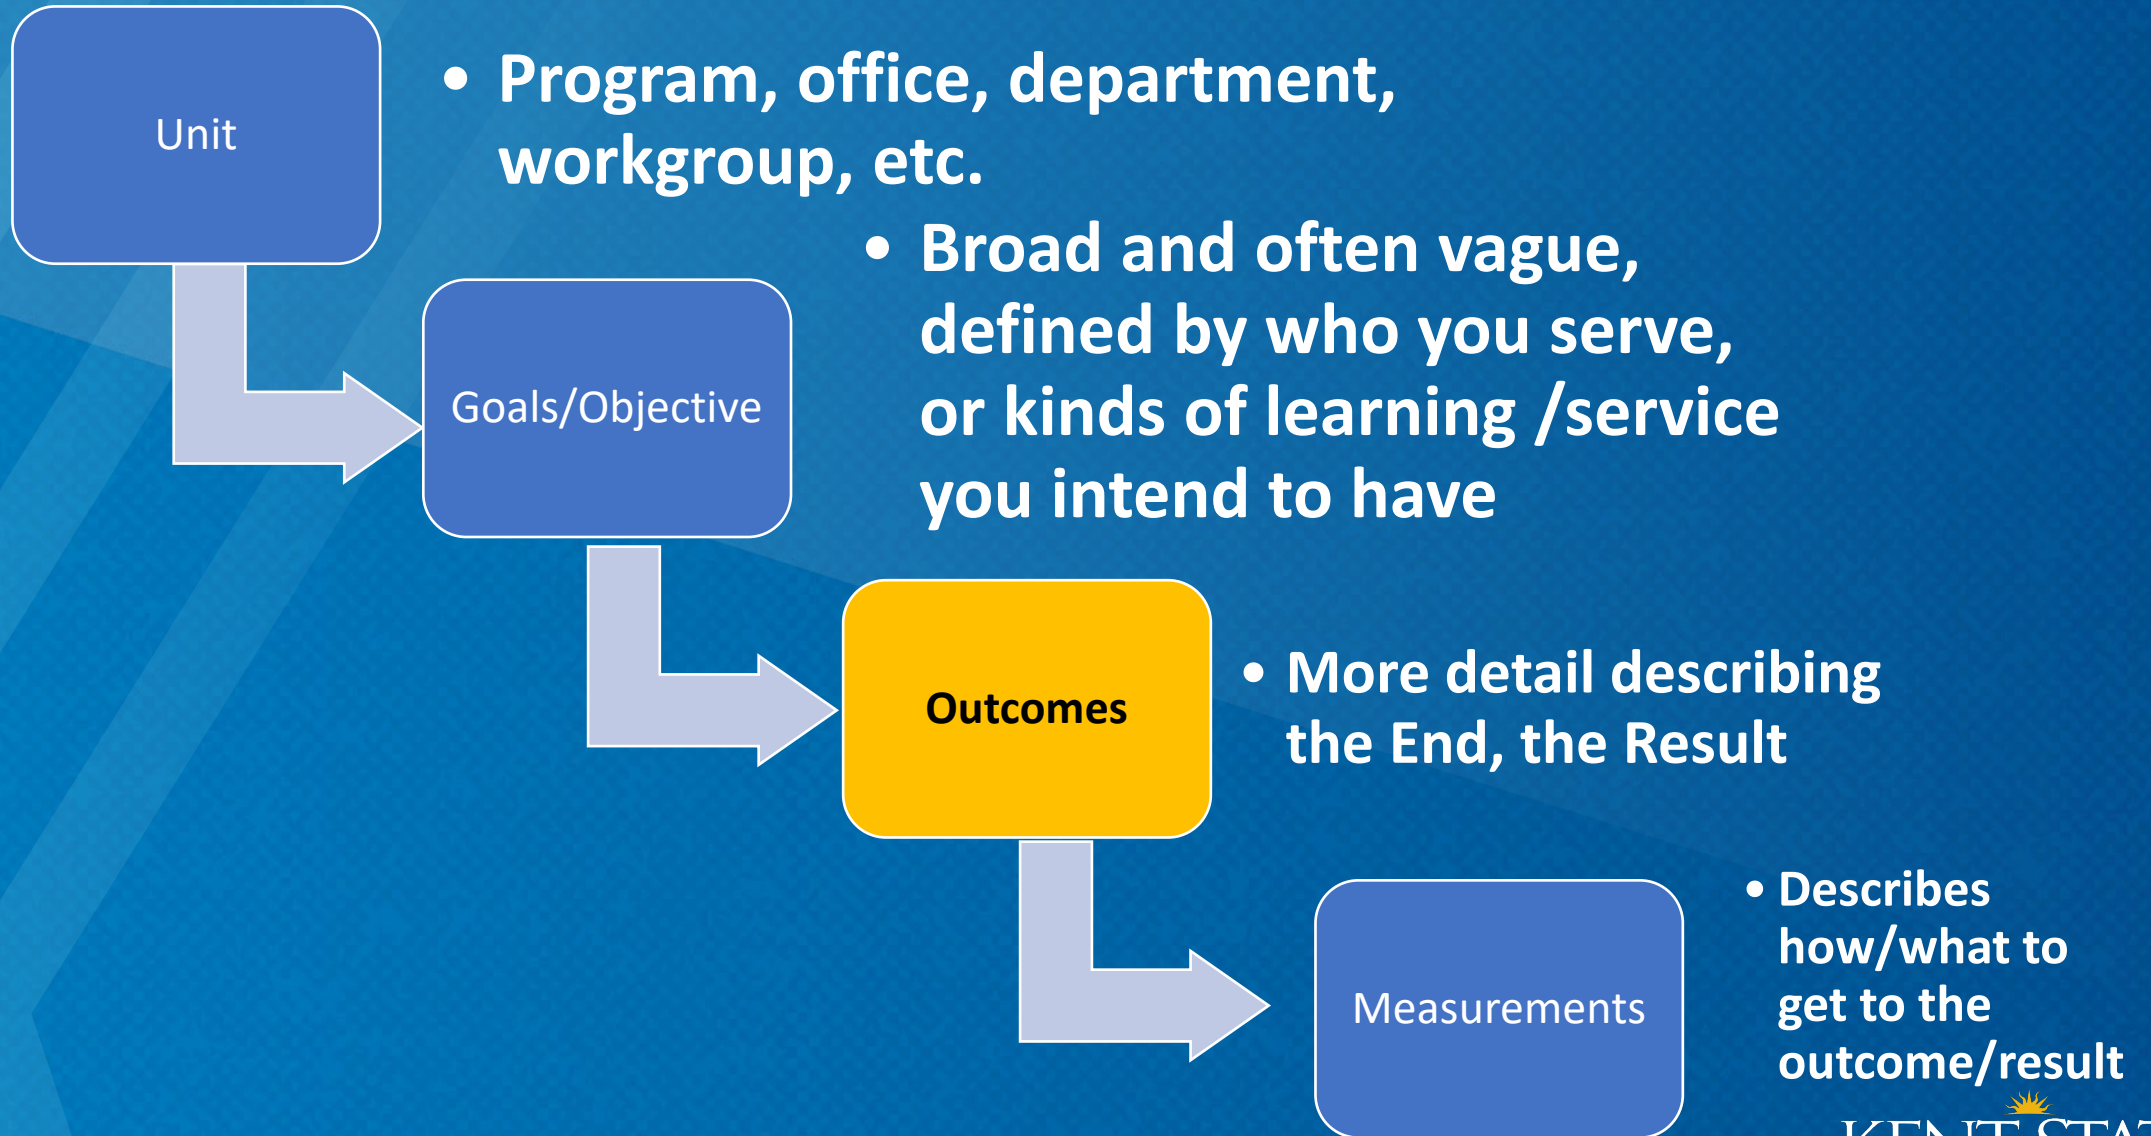 Unit
• Program, office, department,
workgroup, etc.
Goals/Objective
• Broad and often vague,
defined by who you serve,
or kinds of learning /service
you intend to have
Outcomes
• More detail describing
the End, the Result
Measurements
• Describes
how/what to
get to the
outcome/result
KENT STAT